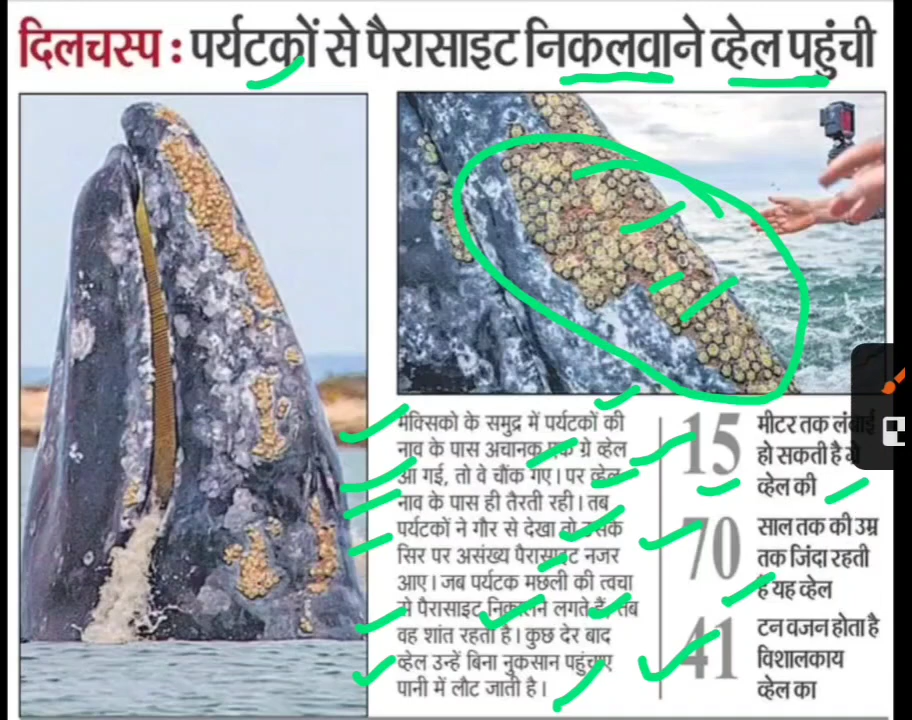 दिलचस्प : पर्यटकों से पैरासाइट निकलवाने व्हेल पहुंची
मेक्सिको के समुद्र में पर्यटकों की
नाव के पास अचानक एक ग्रे व्हेल
आ गई, तो वे चौंक गए। पर व्हेल
नाव के पास ही तैरती रही। तब
पर्यटकों ने गौर से देखा तो उसके
सिर पर असंख्य पैरासाइट नजर
आए। जब पर्यटक मछली की त्वचा
से पैरासाइट निकालने लगते हैं, तब
वह शांत रहता है। कुछ देर बाद
व्हेल उन्हें बिना नुकसान पहुंचाए
पानी में लौट जाती है।
15 मीटर तक लंबाई
हो सकती है ग्रे
व्हेल की
70 साल तक की उम्र
तक जिंदा रहती
है यह व्हेल
41 टन वजन होता है
विशालकाय
व्हेल का